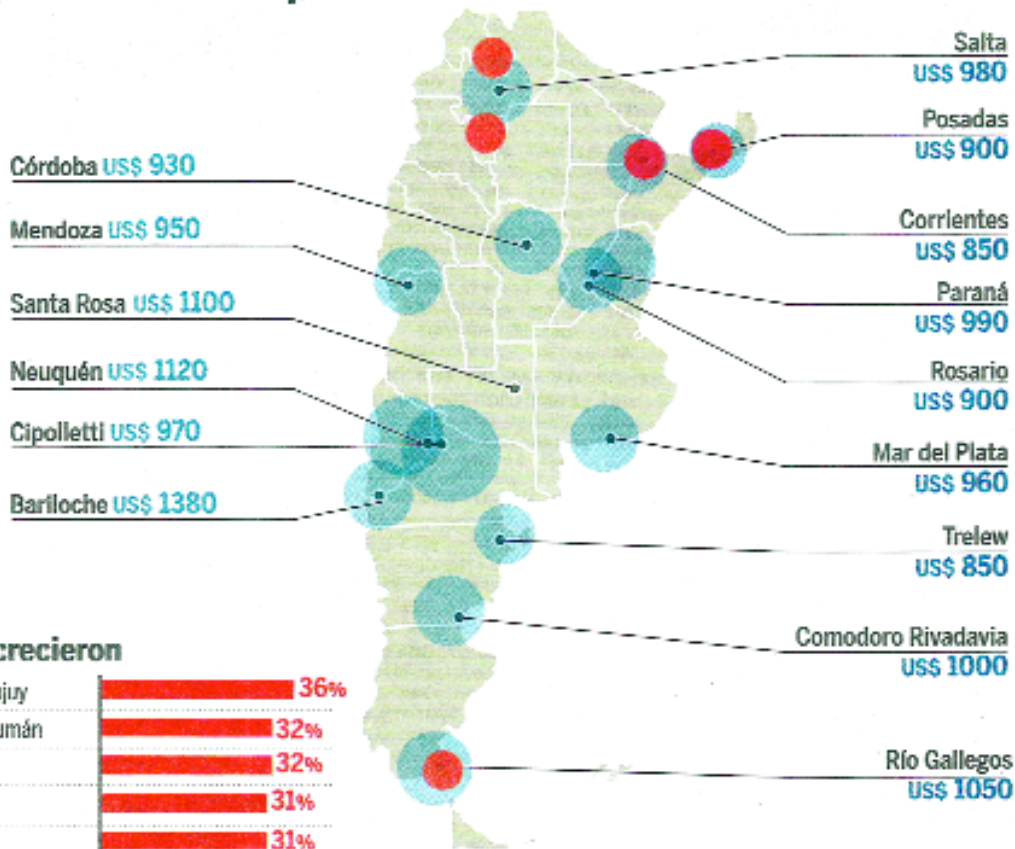 Salta
US$ 980
Posadas
US$ 900
Córdoba US$ 930
Mendoza US$ 950
Corrientes
US$ 850
Santa Rosa US$ 1100
Paraná
US$ 990
Neuquén US$ 1120
Rosario
US$ 900
Cipolletti US$ 970
Mar del Plata
US$ 960
Bariloche US$ 1380
Trelew
US$ 850
Comodoro Rivadavia
US$ 1000
crecieron
juy 36%
umán 32%
32%
31%
31%
Río Gallegos
US$ 1050